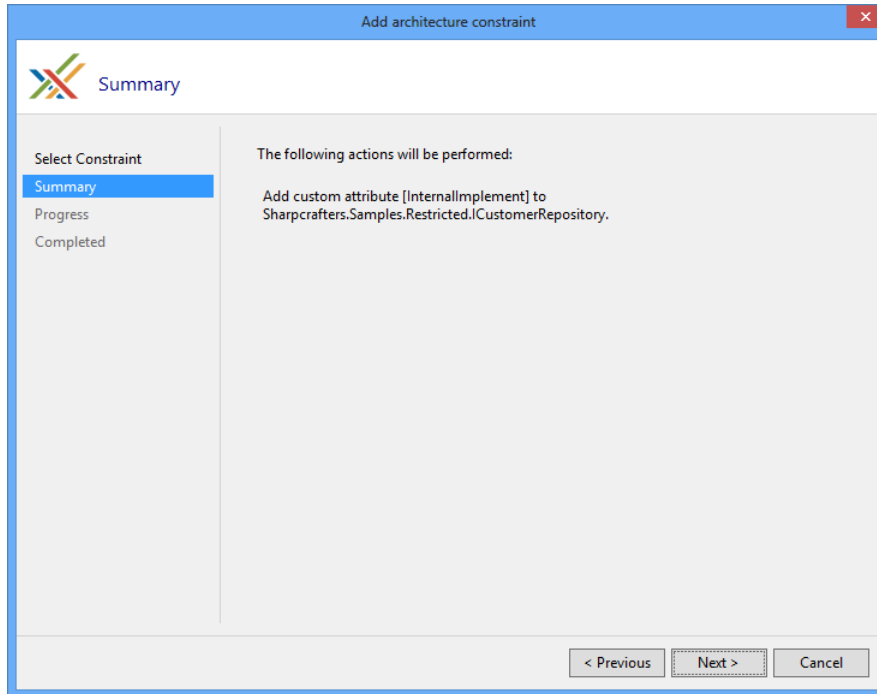 Add architecture constraint
Summary
Select Constraint
Summary
Progress
Completed
The following actions will be performed:
Add custom attribute [InternalImplement] to
Sharpcrafters.Samples.Restricted.ICustomerRepository.
< Previous
Next >
Cancel